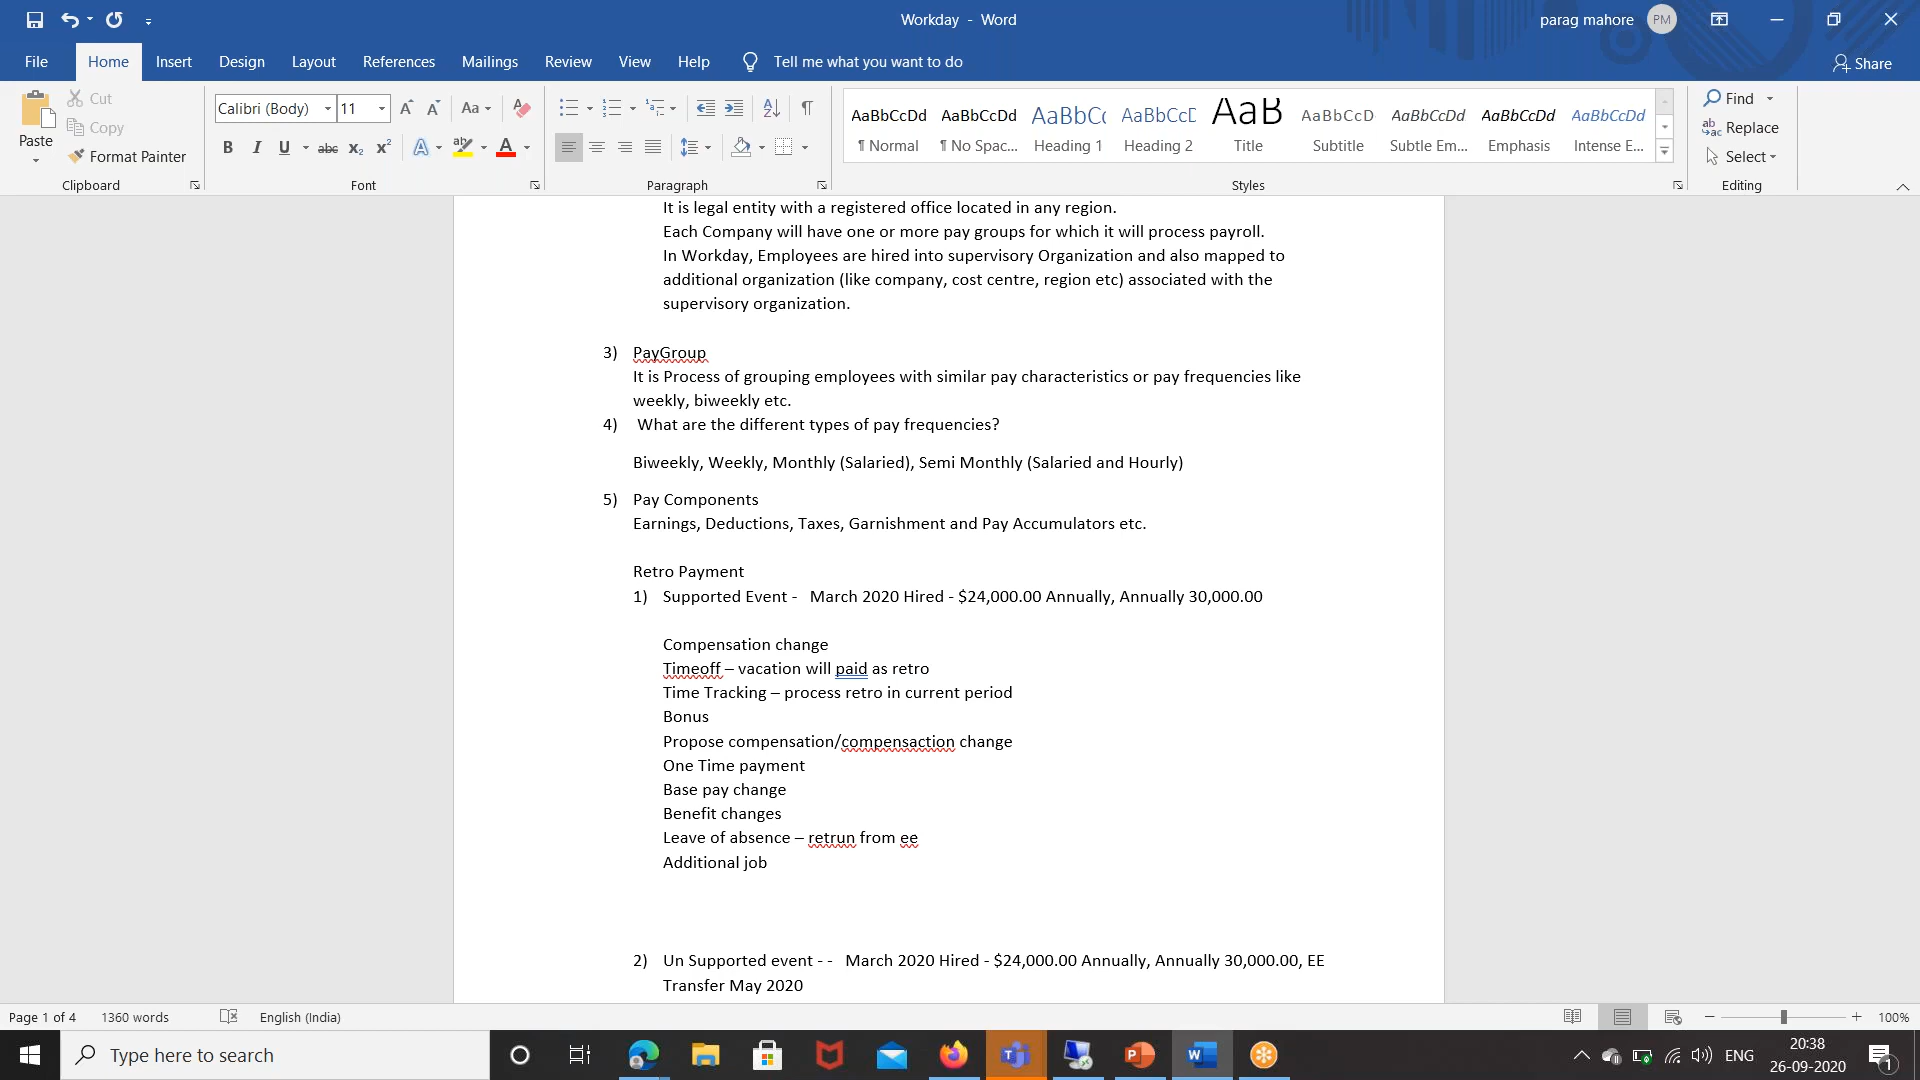 Workday - Word
parag mahore
PM
File Home Insert Design Layout References Mailings Review View Help Tell me what you want to do
Share
Paste
Cut
Copy
Format Painter
Clipboard
Calibri (Body) 11
Font
Paragraph
AaBbCcDd AaBbCcDd AaBbCc AaBbCcE AaB AaBbCcD AaBbCcDd AaBbCcDd AaBbCcDd
¶ Normal ¶ No Spac... Heading 1 Heading 2 Title Subtitle Subtle Em... Emphasis Intense E...
Styles
Find
Replace
Select
Editing
It is legal entity with a registered office located in any region.
Each Company will have one or more pay groups for which it will process payroll.
In Workday, Employees are hired into supervisory Organization and also mapped to
additional organization (like company, cost centre, region etc) associated with the
supervisory organization.
3) PayGroup
It is Process of grouping employees with similar pay characteristics or pay frequencies like
weekly, biweekly etc.
4) What are the different types of pay frequencies?
Biweekly, Weekly, Monthly (Salaried), Semi Monthly (Salaried and Hourly)
5) Pay Components
Earnings, Deductions, Taxes, Garnishment and Pay Accumulators etc.
Retro Payment
1) Supported Event - March 2020 Hired - $24,000.00 Annually, Annually 30,000.00
Compensation change
Timeoff – vacation will paid as retro
Time Tracking – process retro in current period
Bonus
Propose compensation/compensaction change
One Time payment
Base pay change
Benefit changes
Leave of absence – retrun from ee
Additional job
2) Un Supported event - - March 2020 Hired - $24,000.00 Annually, Annually 30,000.00, EE
Transfer May 2020
Page 1 of 4 1360 words English (India) 100%
Type here to search
ENG
20:38
26-09-2020
1